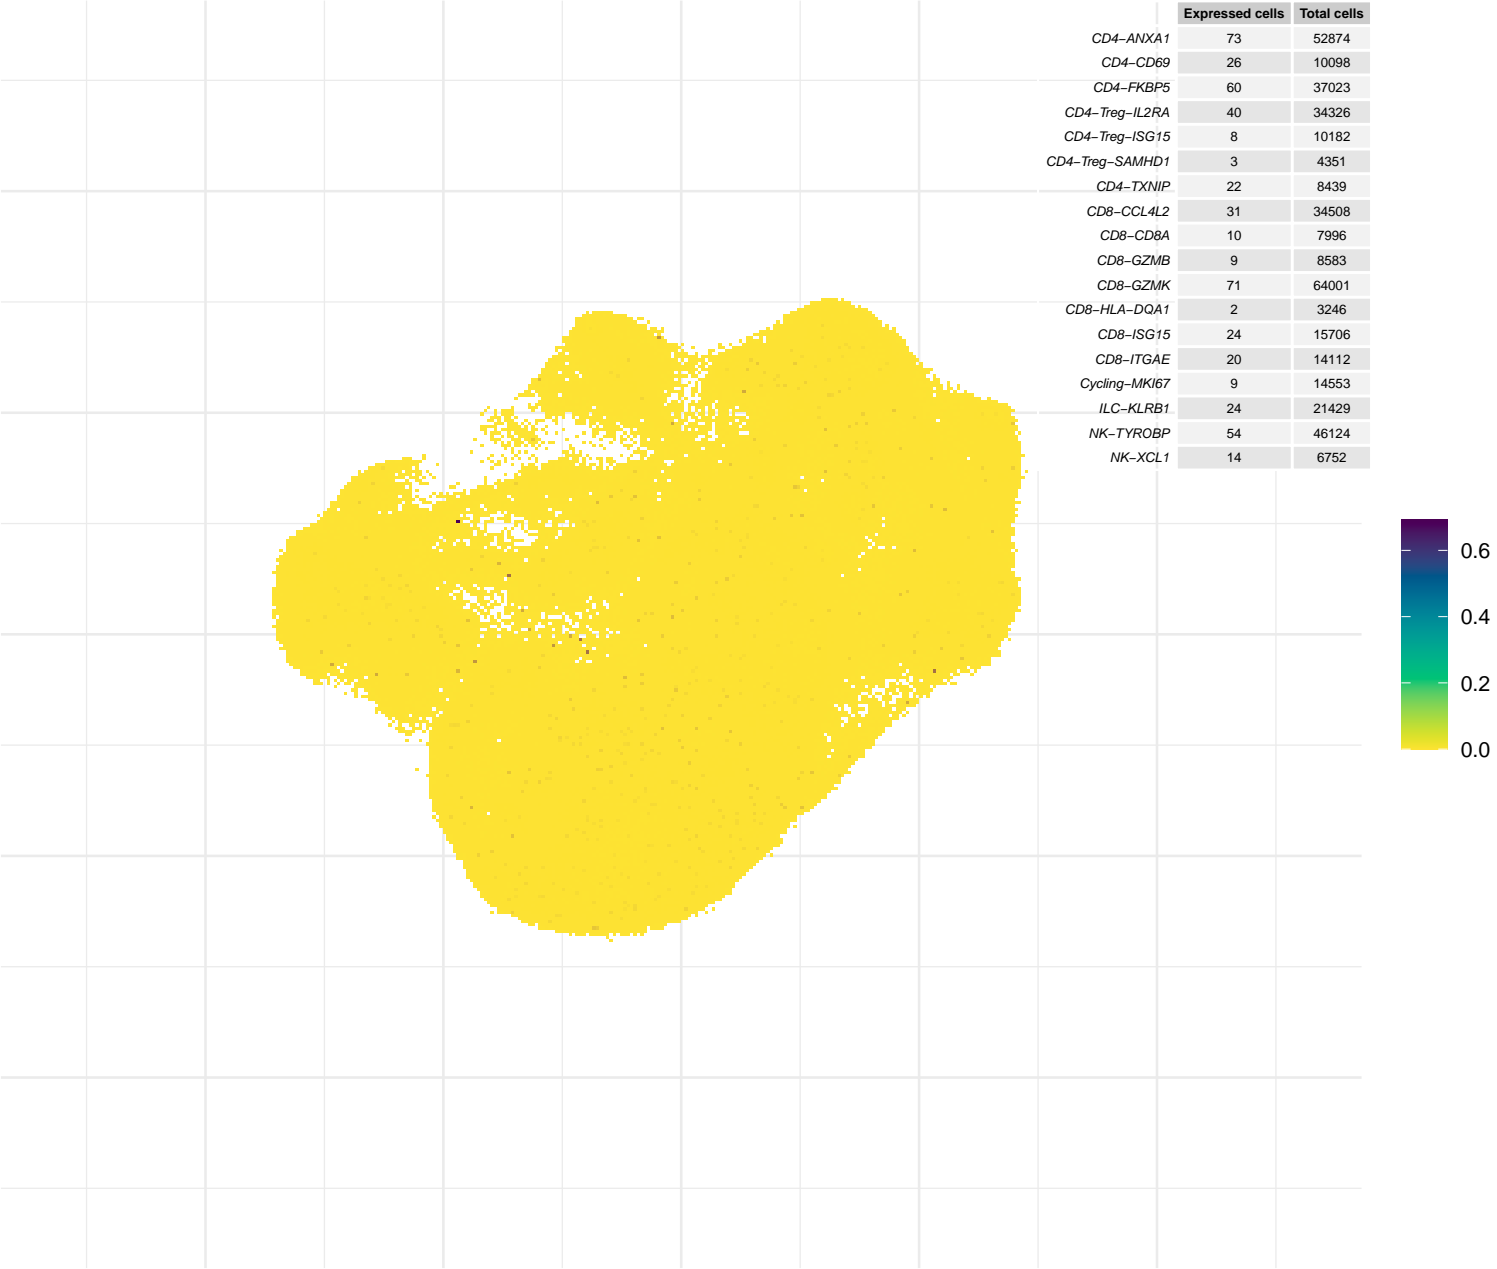 Expressed cells Total cells
CD4−ANXA1 73 52874
CD4−CD69 26 10098
CD4−FKBP5 60 37023
CD4−Treg−IL2RA 40 34326
CD4−Treg−ISG15 8 10182
CD4−Treg−SAMHD1 3 4351
CD4−TXNIP 22 8439
CD8−CCL4L2 31 34508
CD8−CD8A 10 7996
CD8−GZMB 9 8583
CD8−GZMK 71 64001
CD8−HLA−DQA1 2 3246
CD8−ISG15 24 15706
CD8−ITGAE 20 14112
Cycling−MKI67 9 14553
ILC−KLRB1 24 21429
NK−TYROBP 54 46124
NK−XCL1 14 6752
0.6
0.4
0.2
0.0